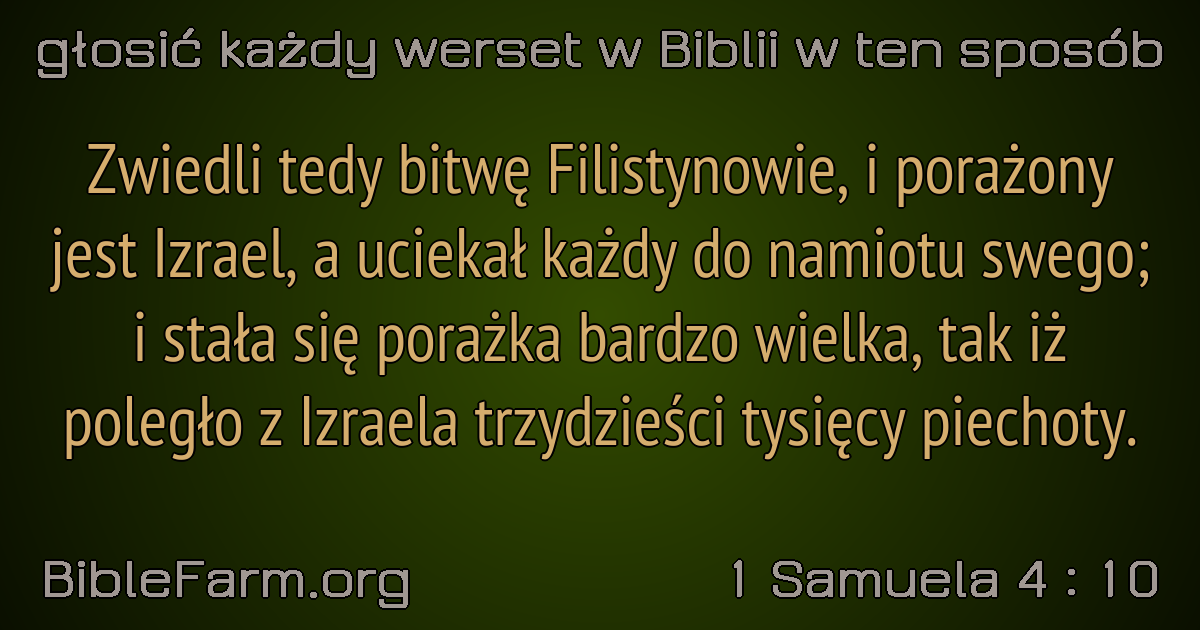 głosić każdy werset w Biblii w ten sposób
Zwiedli tedy bitwę Filistynowie, i porażony
jest Izrael, a uciekał każdy do namiotu swego;
i stała się porażka bardzo wielka, tak iż
poległo z Izraela trzydzieści tysięcy piechoty.
BibleFarm.org
1 Samuela 4 : 10